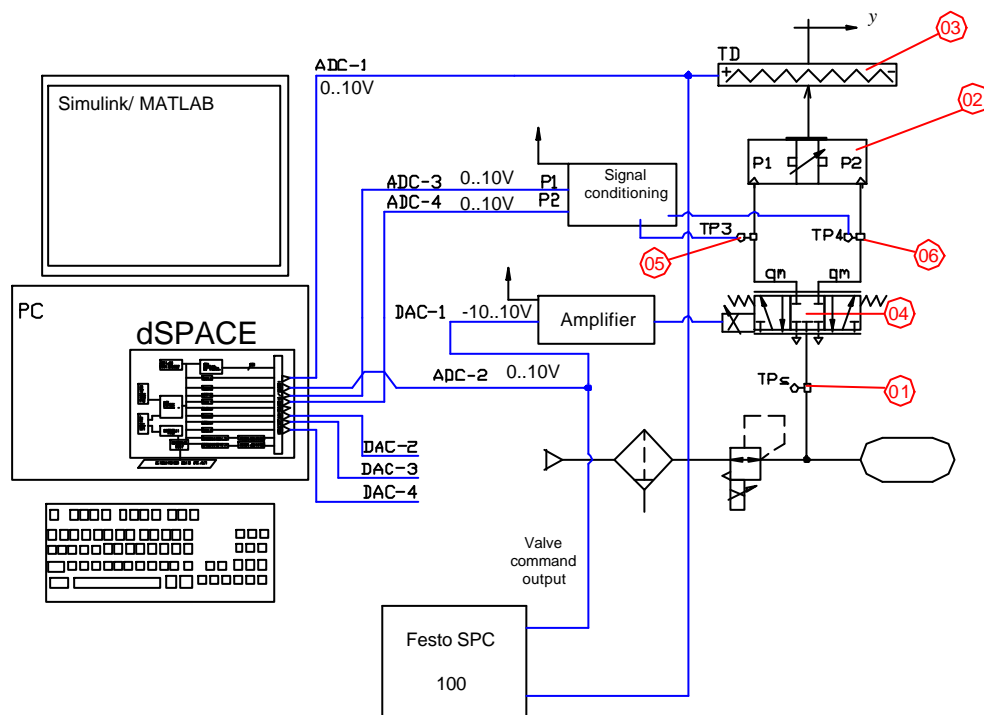 y
03
TD
+
-
ADC-1
0..10V
Simulink/ MATLAB
02
P1
P2
Signal
conditioning
P1
P2
ADC-3
0..10V
ADC-4
0..10V
TP3
TP4
05
06
qm
qm
PC
dSPACE
DAC-1
-10..10V
Amplifier
04
ADC-2
0..10V
TPs
01
DAC-2
DAC-3
DAC-4
Valve
command
output
Festo SPC
100